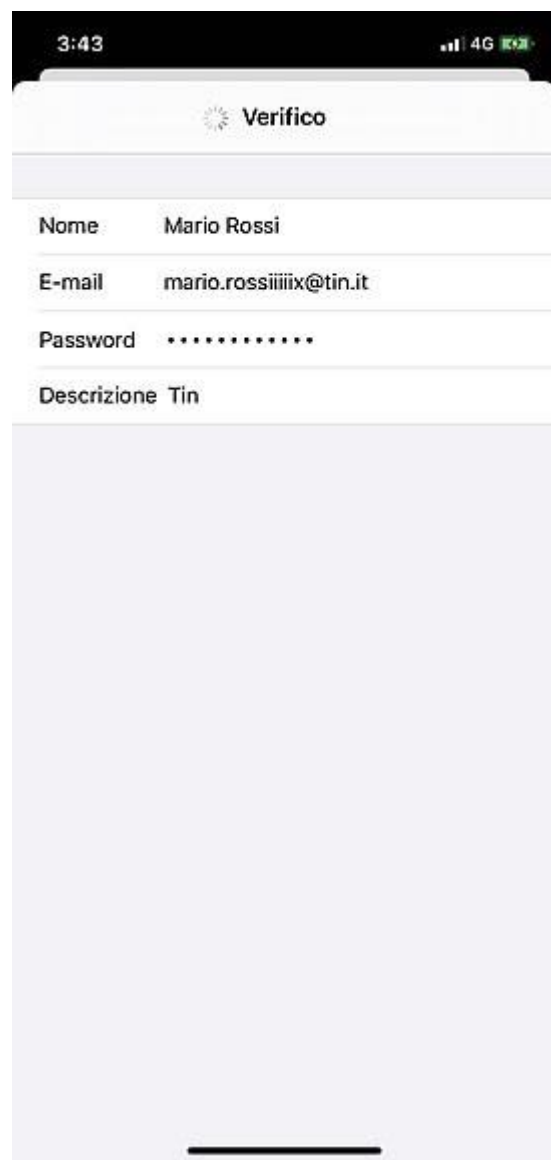 3:43
4G
Verifico
Nome Mario Rossi
E-mail mario.rossiiiiix@tin.it
Password ••••••••••••
Descrizione Tin